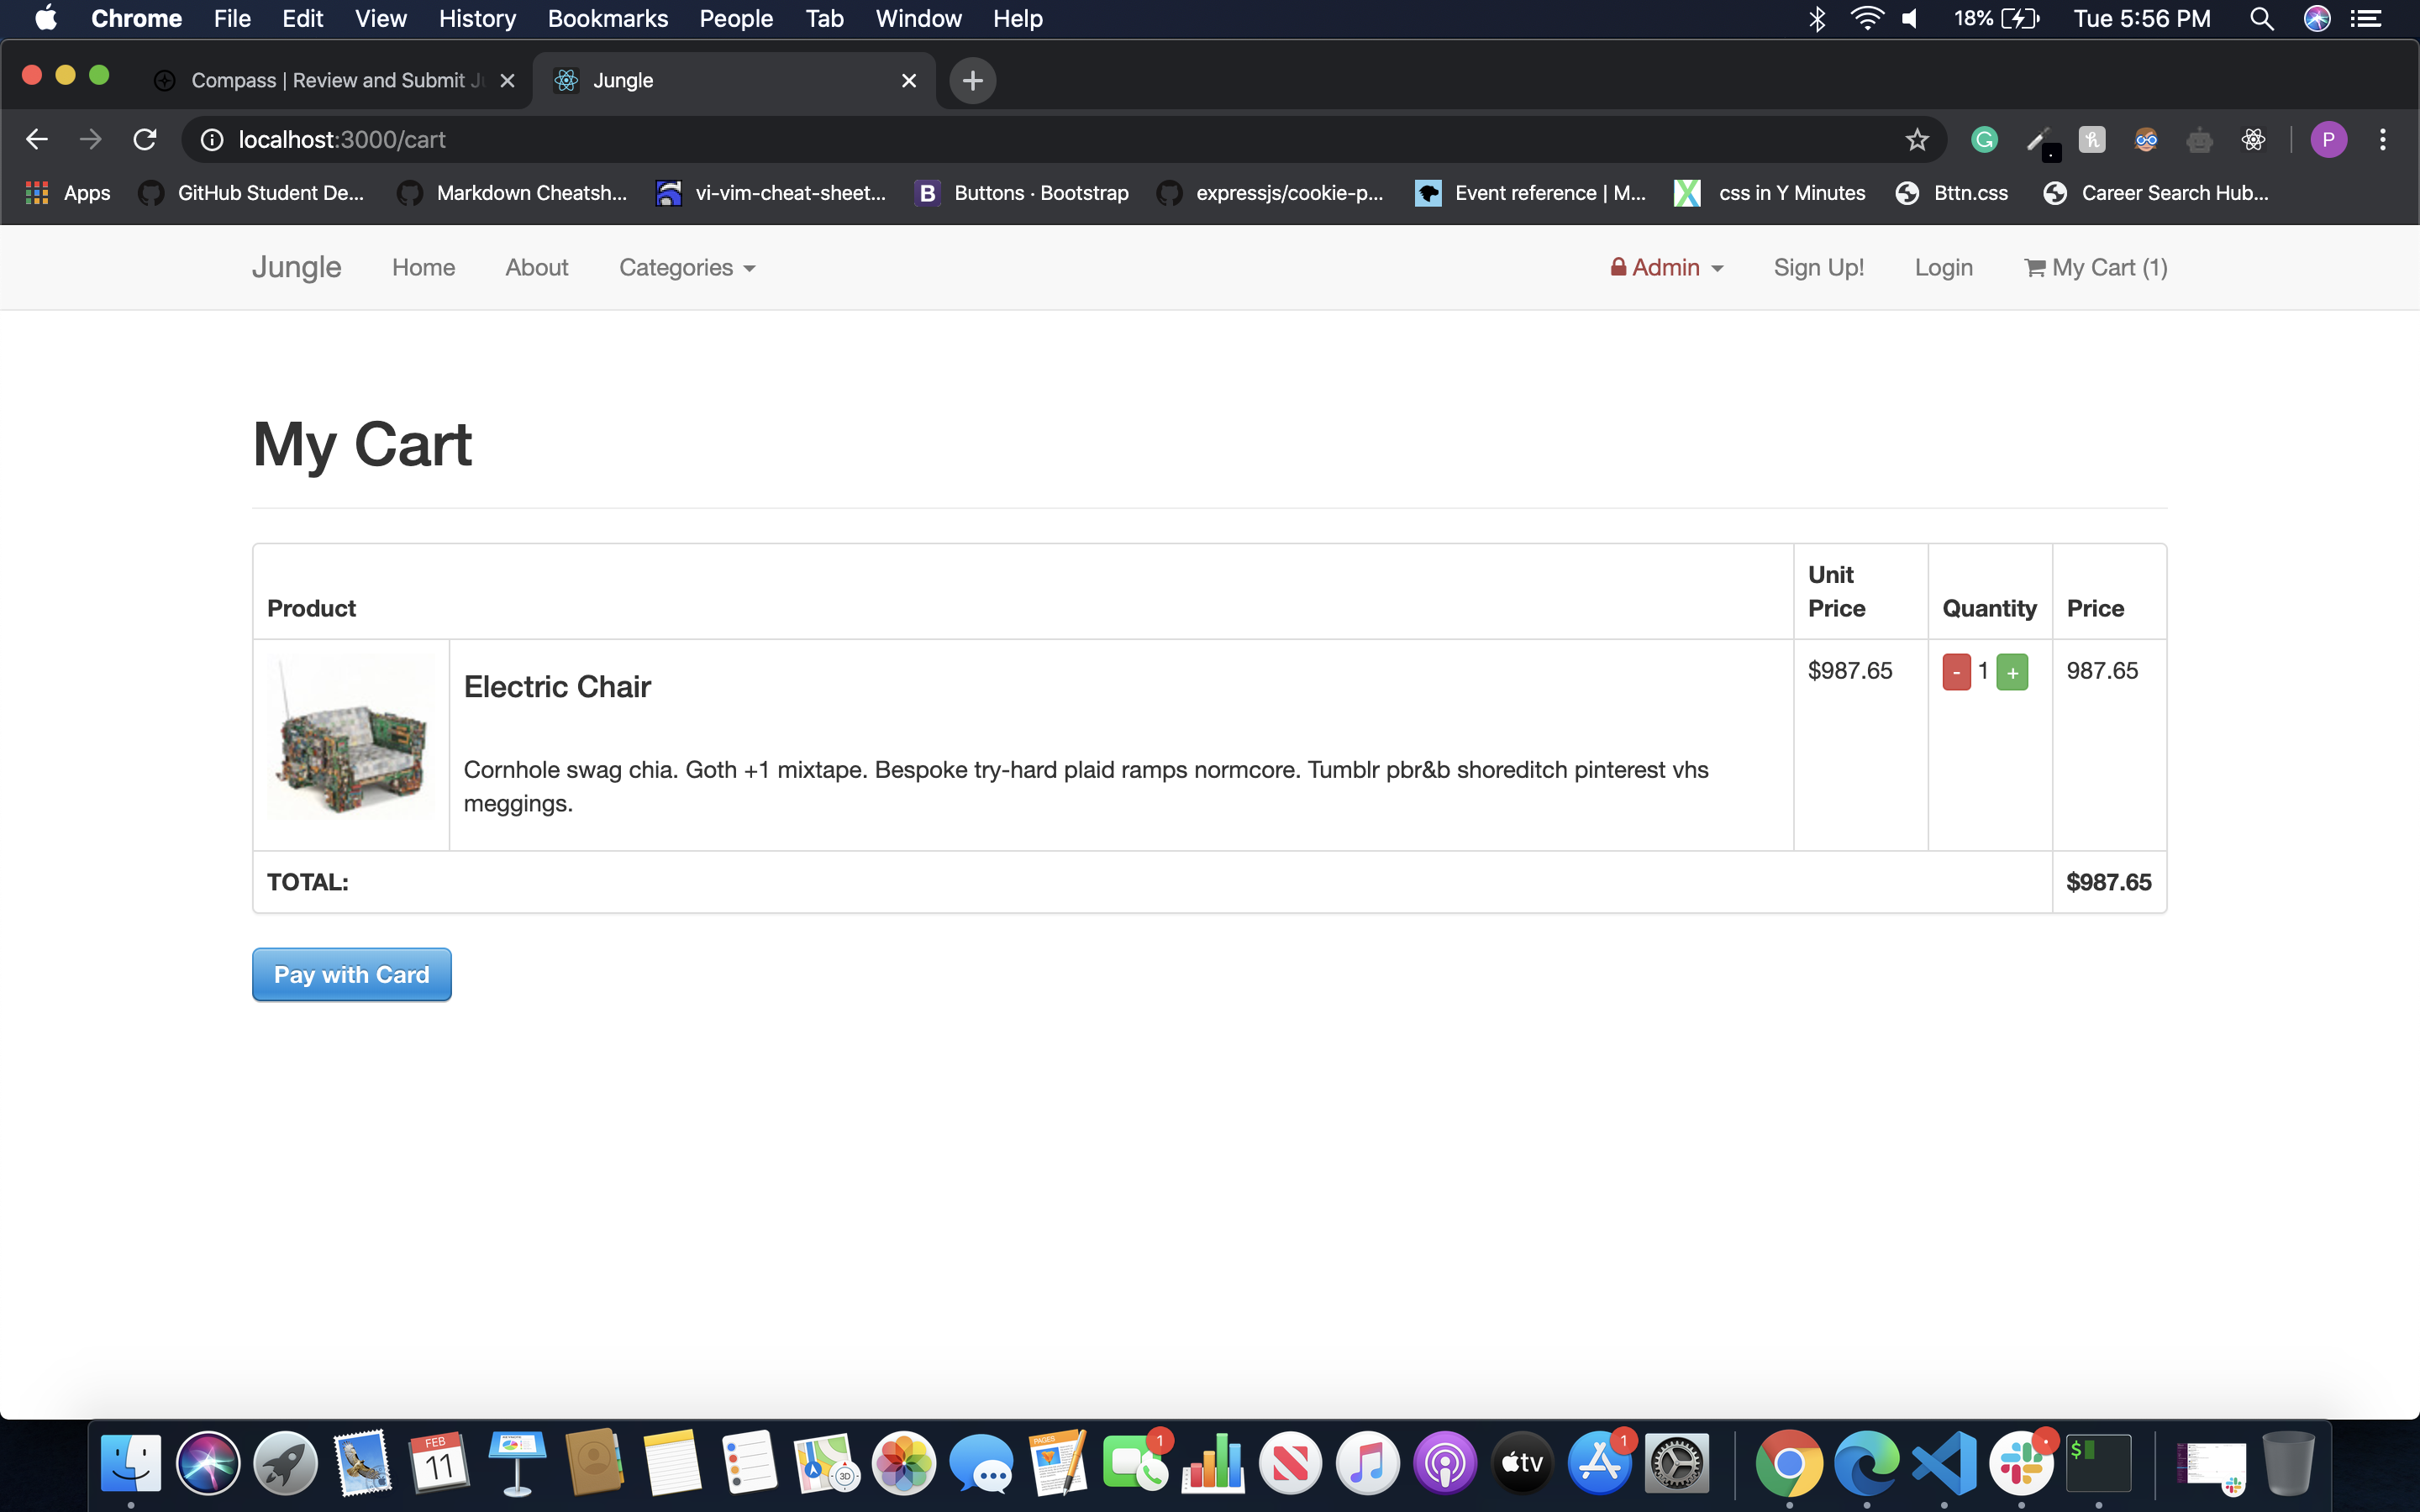 Chrome File Edit View History Bookmarks People Tab Window Help 18% Tue 5:56 PM
Compass | Review and Submit Jungle
localhost:3000/cart P
Apps GitHub Student De... Markdown Cheatsh... vi-vim-cheat-sheet... B Buttons · Bootstrap expressjs/cookie-p... Event reference | M... css in Y Minutes Bttn.css Career Search Hub...
Jungle Home About Categories Admin Sign Up! Login My Cart (1)
My Cart
Product Unit Price Quantity Price
Electric Chair $987.65 - 1 + 987.65
Cornhole swag chia. Goth +1 mixtape. Bespoke try-hard plaid ramps normcore. Tumblr pbr&b shoreditch pinterest vhs
meggings.
TOTAL: $987.65
Pay with Card
FEB 11 3D PAGES 1 tv 1 $